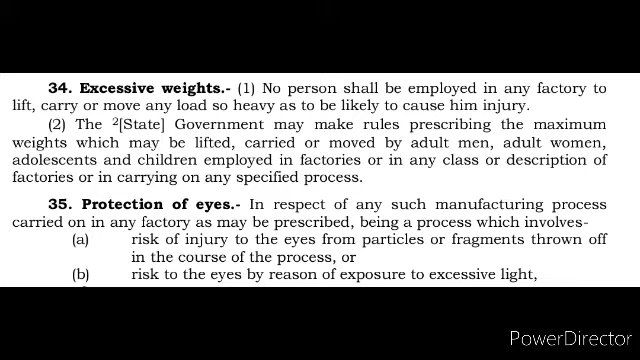 34. Excessive weights.- (1) No person shall be employed in any factory to
lift, carry or move any load so heavy as to be likely to cause him injury.
(2) The ²[State] Government may make rules prescribing the maximum
weights which may be lifted, carried or moved by adult men, adult women,
adolescents and children employed in factories or in any class or description of
factories or in carrying on any specified process.
35. Protection of eyes.- In respect of any such manufacturing process
carried on in any factory as may be prescribed, being a process which involves-
(a) risk of injury to the eyes from particles or fragments thrown off
in the course of the process, or
(b) risk to the eyes by reason of exposure to excessive light,
PowerDirector